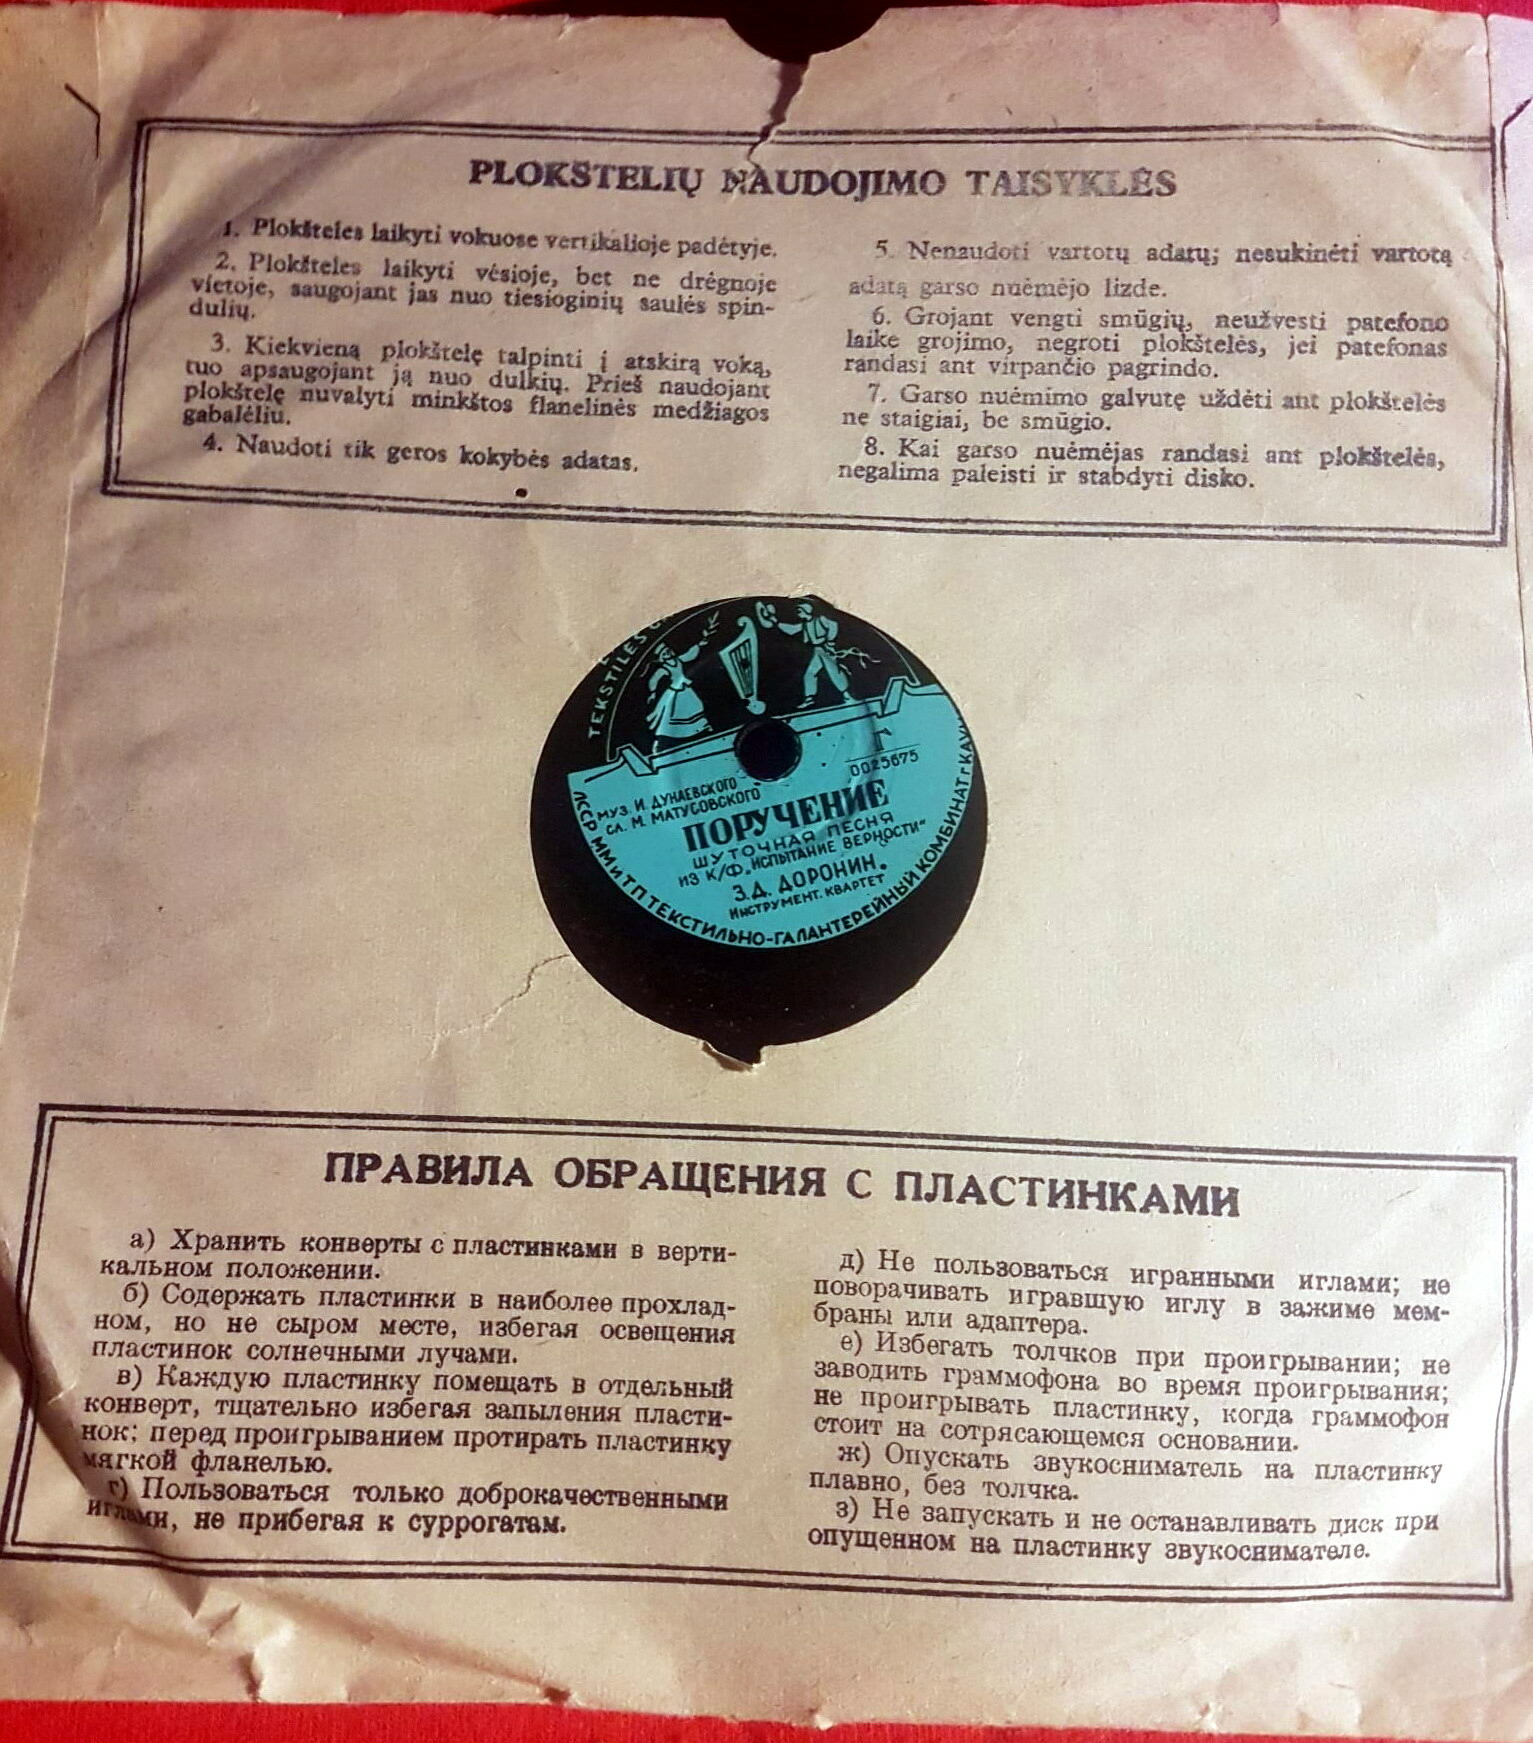 PLOKŠTELIŲ NAUDOJIMO TAISYKLĖS
1. Plokšteles laikyti vokuose vertikalioje padėtyje.
2. Plokšteles laikyti vėsioje, bet ne drėgnoje
vietoje, saugojant jas nuo tiesioginių saulės spin-
dulių.
3. Kiekvieną plokštelę talpinti į atskirą voką,
tuo apsaugojant ją nuo dulkių. Prieš naudojant
plokštelę nuvalyti minkštos flanelinės medžiagos
gabalėliu.
4. Naudoti tik geros kokybės adatas.
5. Nenaudoti vartotų adatų; nesukinėti vartotą
adatą garso nuėmėjo lizde.
6. Grojant vengti smūgių, neužvesti patefono
laike grojimo, negroti plokštelės, jei patefonas
randasi ant virpančio pagrindo.
7. Garso nuėmimo galvutę uždėti ant plokštelės
ne staigiai, be smūgio.
8. Kai garso nuėmėjas randasi ant plokštelės,
negalima paleisti ir stabdyti disko.
TEKSTILĖS
Г
0025675
МУЗ. И. ДУНАЕВСКОГО
СЛ. М. МАТУСОВСКОГО
ПОРУЧЕНИЕ
ШУТОЧНАЯ ПЕСНЯ
ИЗ К/Ф „ИСПЫТАНИЕ ВЕРНОСТИ"
З.Д. ДОРОНИН.
ИНСТРУМЕНТ. КВАРТЕТ
ЛССР ММ и ТП ТЕКСТИЛЬНО-ГАЛАНТЕРЕЙНЫЙ КОМБИНАТ г КАУ
ПРАВИЛА ОБРАЩЕНИЯ С ПЛАСТИНКАМИ
а) Хранить конверты с пластинками в верти-
кальном положении.
б) Содержать пластинки в наиболее прохлад-
ном, но не сыром месте, избегая освещения
пластинок солнечными лучами.
в) Каждую пластинку помещать в отдельный
конверт, тщательно избегая запыления пласти-
нок; перед проигрыванием протирать пластинку
мягкой фланелью.
г) Пользоваться только доброкачественными
иглами, не прибегая к суррогатам.
д) Не пользоваться игранными иглами; не
поворачивать игравшую иглу в зажиме мем-
браны или адаптера.
е) Избегать толчков при проигрывании; не
заводить граммофона во время проигрывания;
не проигрывать пластинку, когда граммофон
стоит на сотрясающемся основании.
ж) Опускать звукосниматель на пластинку
плавно, без толчка.
з) Не запускать и не останавливать диск при
опущенном на пластинку звукоснимателе.